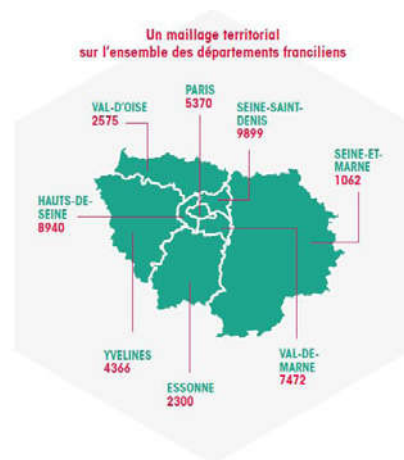 Un maillage territorial
sur l'ensemble des départements franciliens
PARIS
5370
VAL-D'OISE
2575
SEINE-SAINT-
DENIS
9899
SEINE-ET-
MARNE
1062
HAUTS-DE-
SEINE
8940
YVELINES
4366
ESSONNE
2300
VAL-DE-
MARNE
7472